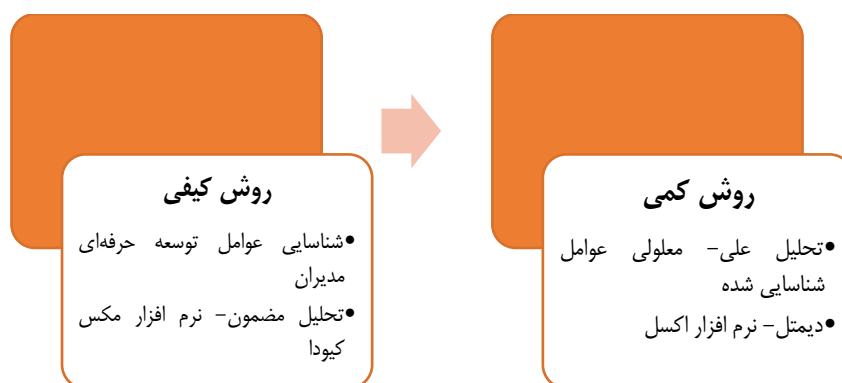 روش کیفی
•شناسایی عوامل توسعه حرفه‌ای
مدیران
•تحلیل مضمون- نرم افزار مکس
کیودا
روش کمی
•تحلیل علی- معلولی عوامل
شناسایی شده
•دیمتل- نرم افزار اکسل